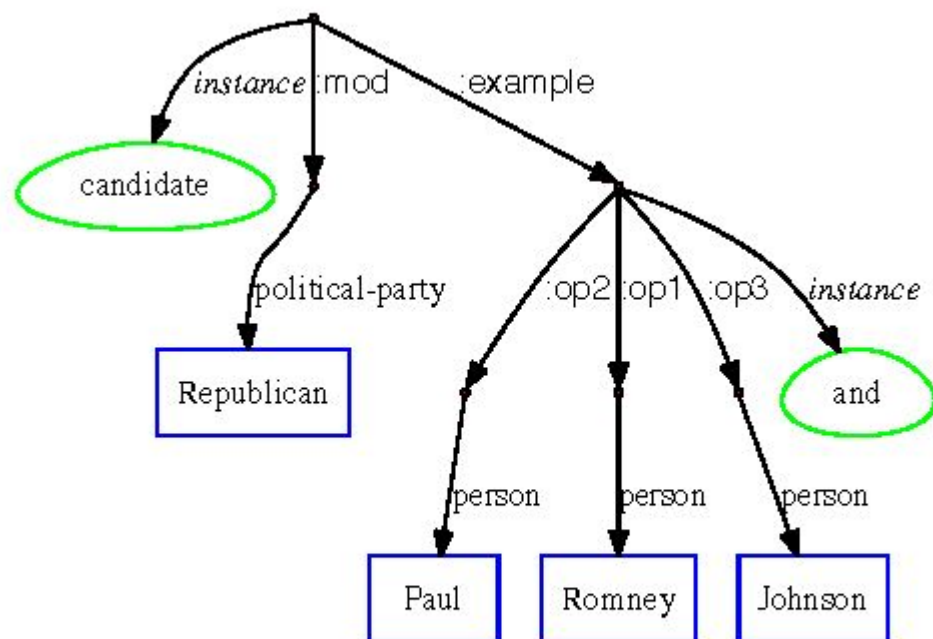 instance :mod :example
candidate
political-party :op2 :op1 :op3 instance
Republican and
person person person
Paul Romney Johnson